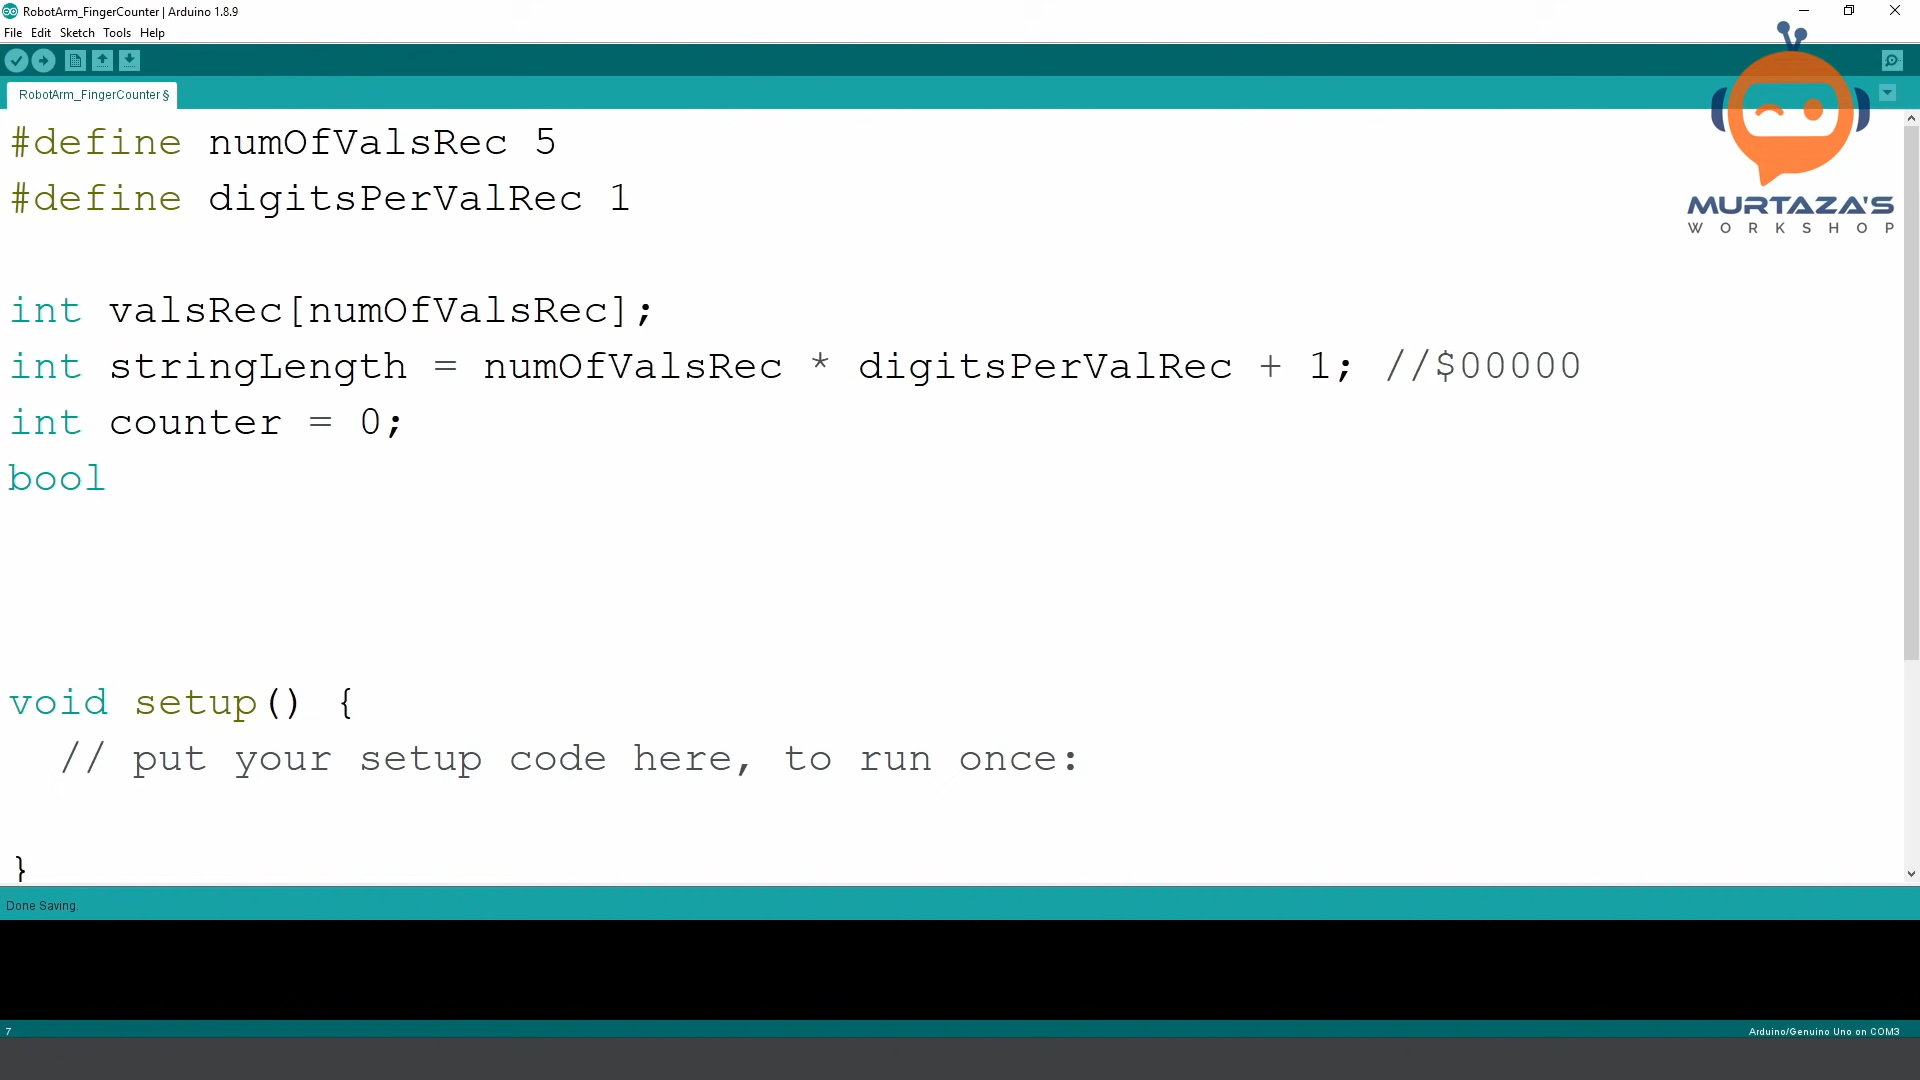 RobotArm_FingerCounter | Arduino 1.8.9
File Edit Sketch Tools Help
RobotArm_FingerCounter §
#define numOfValsRec 5
#define digitsPerValRec 1
int valsRec[numOfValsRec];
int stringLength = numOfValsRec * digitsPerValRec + 1; //$00000
int counter = 0;
bool
void setup() {
// put your setup code here, to run once:
}
MURTAZA'S
WORKSHOP
Done Saving.
7
Arduino/Genuino Uno on COM3